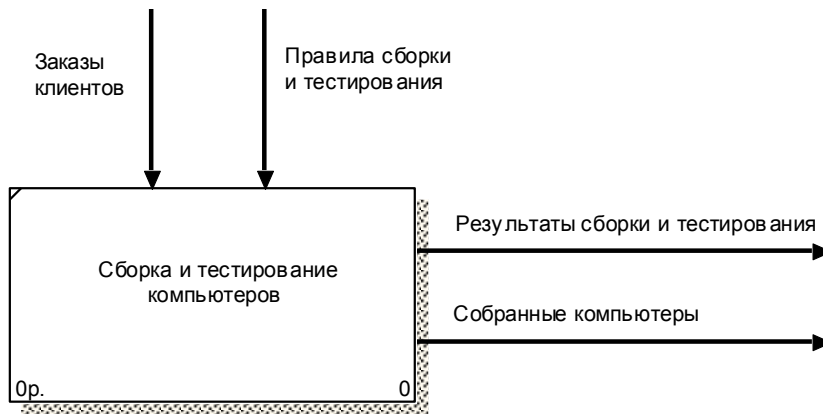 Заказы
клиентов
Правила сборки
и тестирования
Результаты сборки и тестирования
Сборка и тестирование
компьютеров
Собранные компьютеры
0р.
0